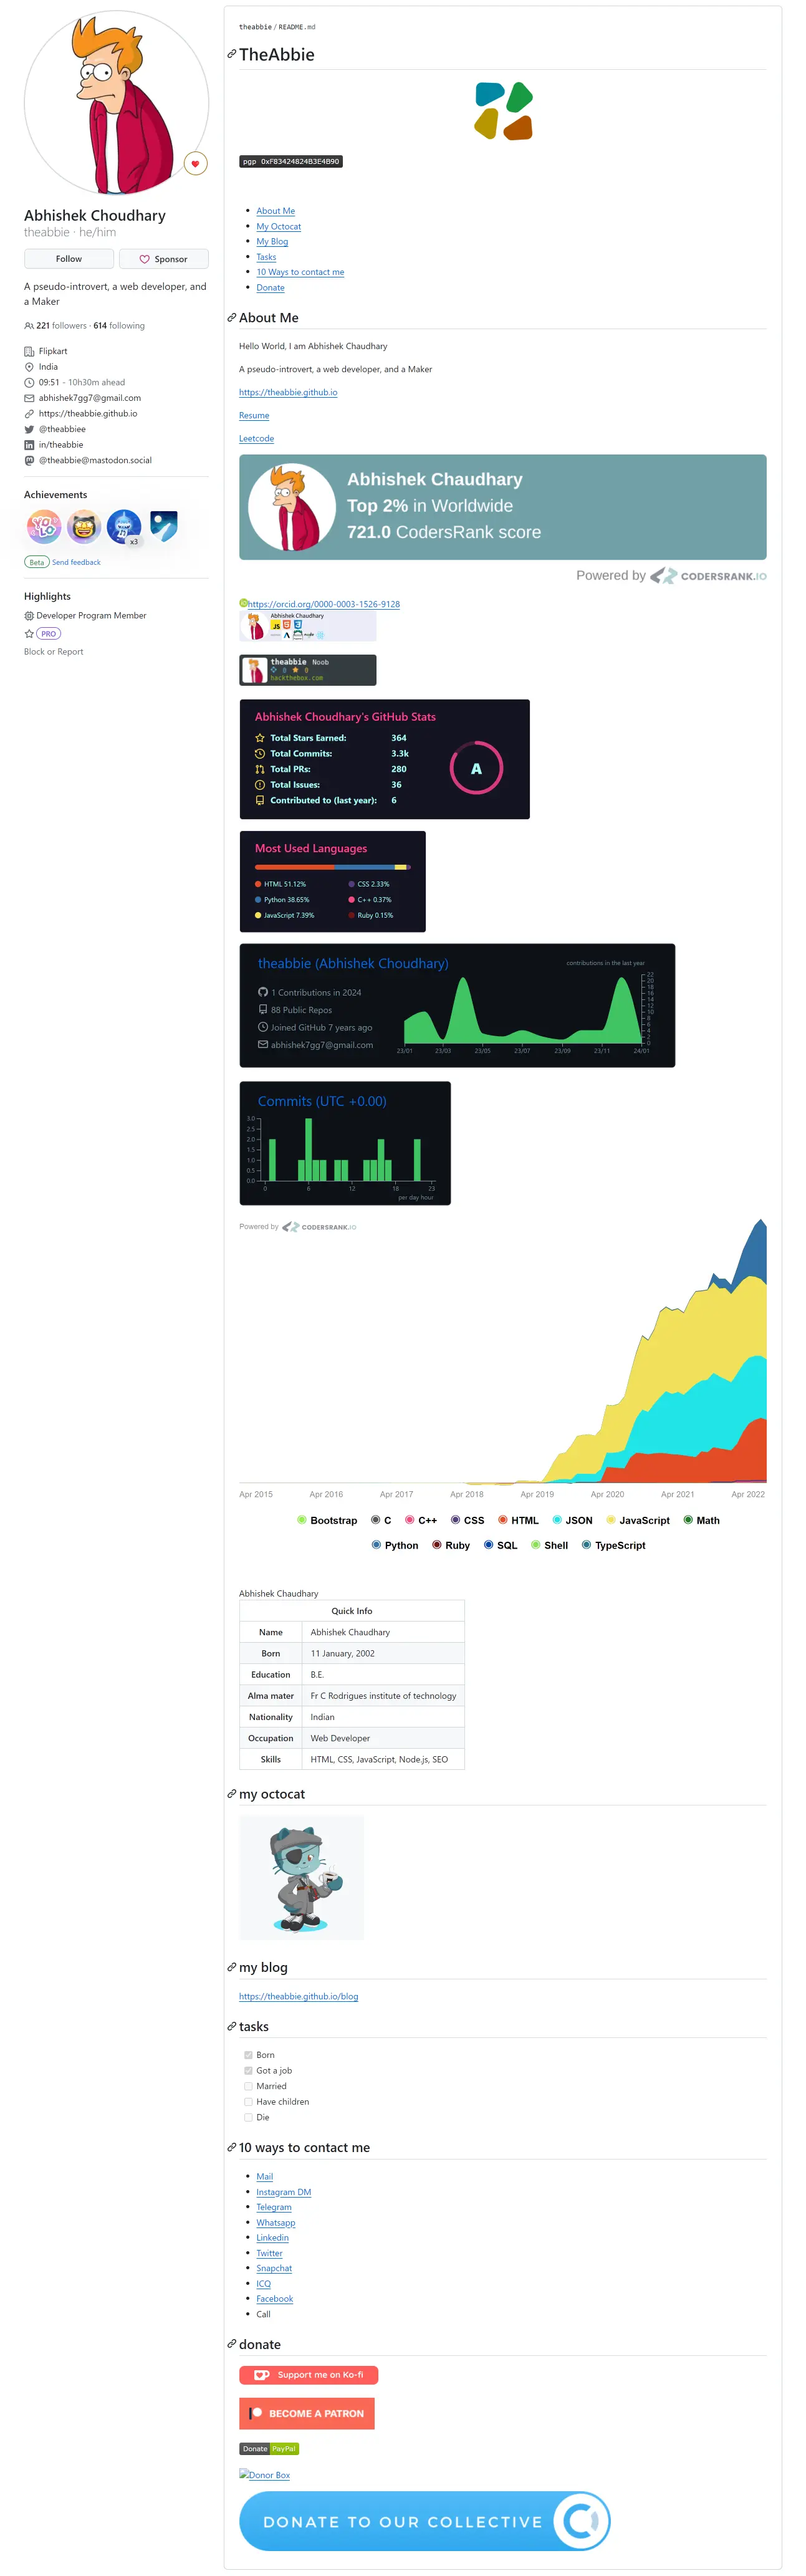 Abhishek Choudhary
theabbie · he/him
Follow
Sponsor
A pseudo-introvert, a web developer, and
a Maker
221 followers · 614 following
Flipkart
India
09:51 - 10h30m ahead
abhishek7gg7@gmail.com
https://theabbie.github.io
@theabbiee
in/theabbie
@theabbie@mastodon.social
Achievements
YOLO
x3
Beta Send feedback
Highlights
Developer Program Member
PRO
Block or Report
theabbie / README.md
TheAbbie
pgp 0xF83424824B3E4B90
About Me
My Octocat
My Blog
Tasks
10 Ways to contact me
Donate
About Me
Hello World, I am Abhishek Chaudhary
A pseudo-introvert, a web developer, and a Maker
https://theabbie.github.io
Resume
Leetcode
Abhishek Chaudhary
Top 2% in Worldwide
721.0 CodersRank score
Powered by CODERSRANK.IO
iD https://orcid.org/0000-0003-1526-9128
Abhishek Chaudhary
JS
theabbie Noob
0 0
hackthebox.com
Abhishek Choudhary's GitHub Stats
Total Stars Earned: 364
Total Commits: 3.3k
Total PRs: 280
Total Issues: 36
Contributed to (last year): 6
A
Most Used Languages
HTML 51.12% CSS 2.33%
Python 38.65% C++ 0.37%
JavaScript 7.39% Ruby 0.15%
theabbie (Abhishek Choudhary)
contributions in the last year
1 Contributions in 2024
88 Public Repos
Joined GitHub 7 years ago
abhishek7gg7@gmail.com
22
20
18
16
14
12
10
8
6
4
2
0
23/01 23/03 23/05 23/07 23/09 23/11 24/01
Commits (UTC +0.00)
3.0
2.5
2.0
1.5
1.0
0.5
0.0
0 6 12 18 23
per day hour
Powered by CODERSRANK.IO
Apr 2015 Apr 2016 Apr 2017 Apr 2018 Apr 2019 Apr 2020 Apr 2021 Apr 2022
Bootstrap C C++ CSS HTML JSON JavaScript Math
Python Ruby SQL Shell TypeScript
Abhishek Chaudhary
Quick Info
Name Abhishek Chaudhary
Born 11 January, 2002
Education B.E.
Alma mater Fr C Rodrigues institute of technology
Nationality Indian
Occupation Web Developer
Skills HTML, CSS, JavaScript, Node.js, SEO
my octocat
my blog
https://theabbie.github.io/blog
tasks
Born
Got a job
Married
Have children
Die
10 ways to contact me
Mail
Instagram DM
Telegram
Whatsapp
Linkedin
Twitter
Snapchat
ICQ
Facebook
Call
donate
Support me on Ko-fi
BECOME A PATRON
Donate PayPal
Donor Box
DONATE TO OUR COLLECTIVE